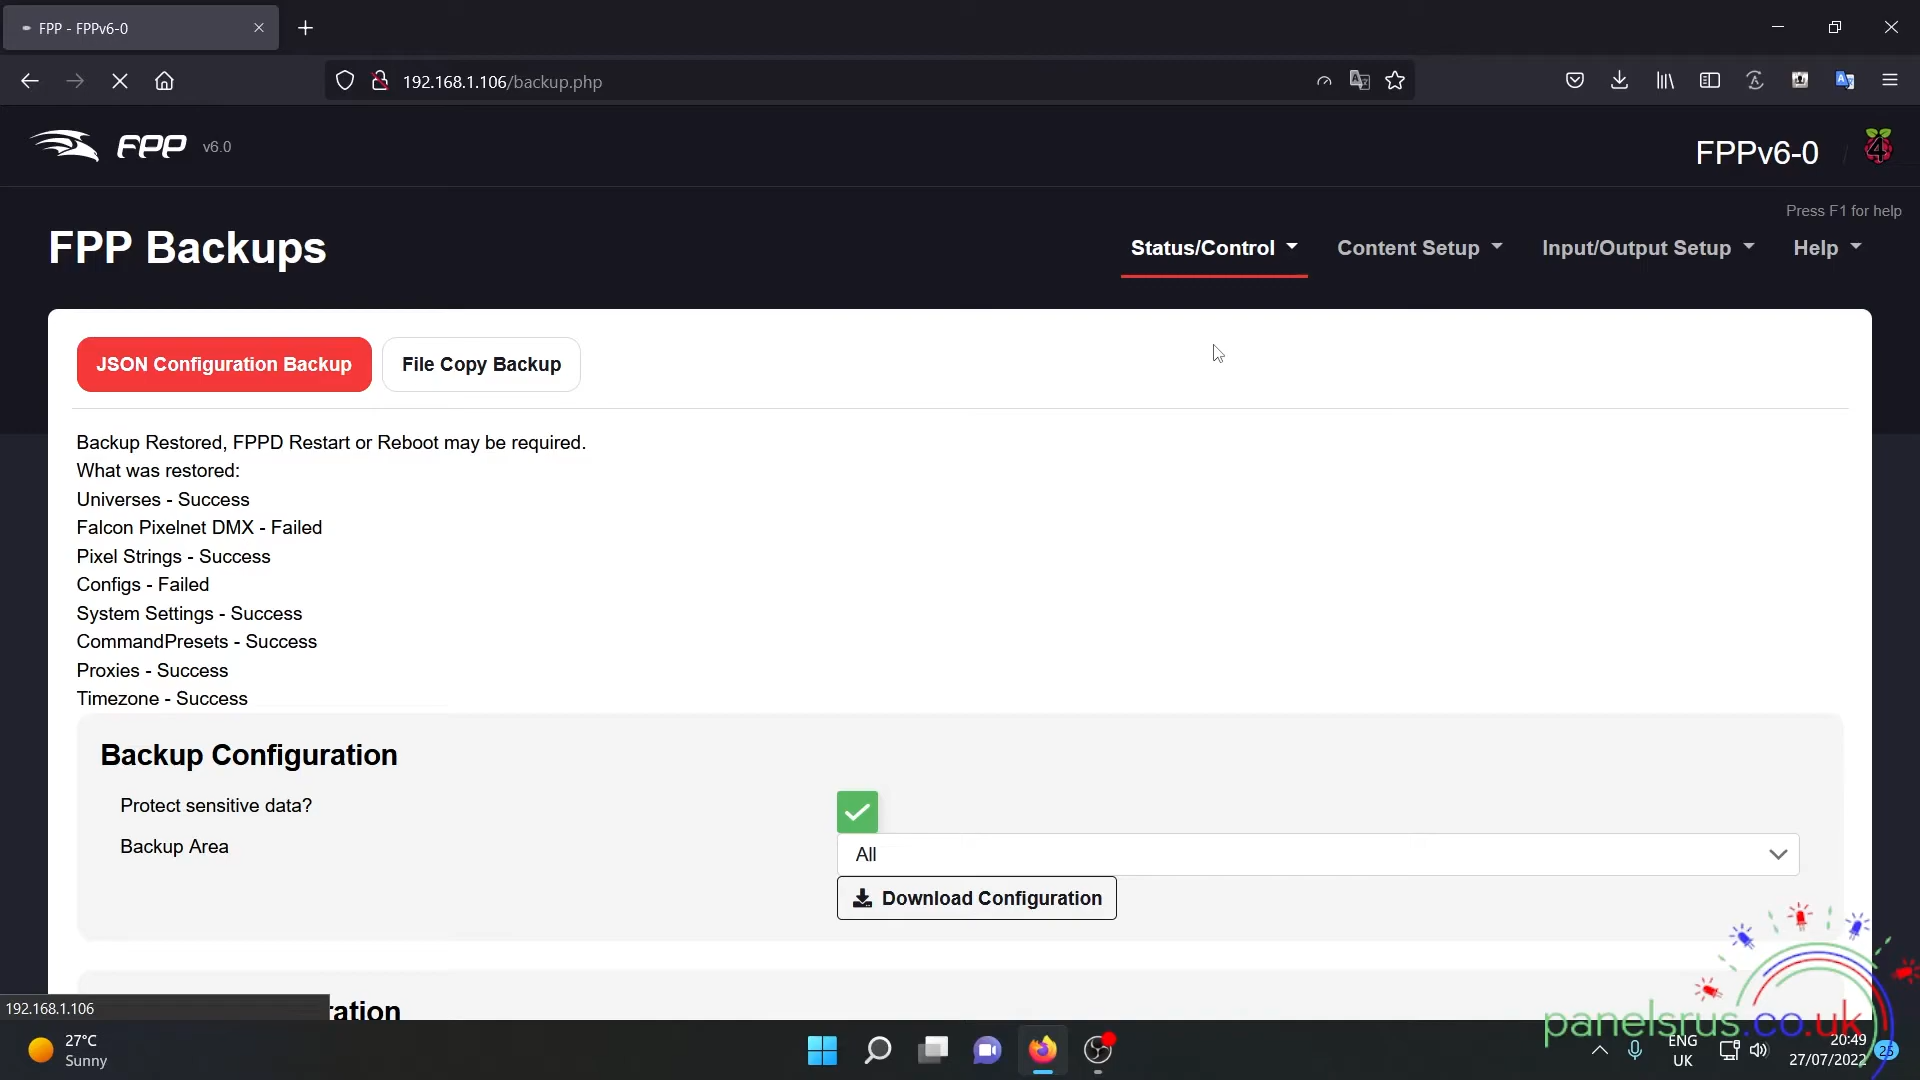 FPP - FPPv6-0
192.168.1.106/backup.php
FPP v6.0
FPPv6-0
4
Press F1 for help
FPP Backups
Status/Control
Content Setup
Input/Output Setup
Help
JSON Configuration Backup
File Copy Backup
Backup Restored, FPPD Restart or Reboot may be required.
What was restored:
Universes - Success
Falcon Pixelnet DMX - Failed
Pixel Strings - Success
Configs - Failed
System Settings - Success
CommandPresets - Success
Proxies - Success
Timezone - Success
Backup Configuration
Protect sensitive data?
Backup Area
All
Download Configuration
ration
192.168.1.106
panelsrus.co.uk
27°C
Sunny
ENG
UK
20:49
27/07/2022
25